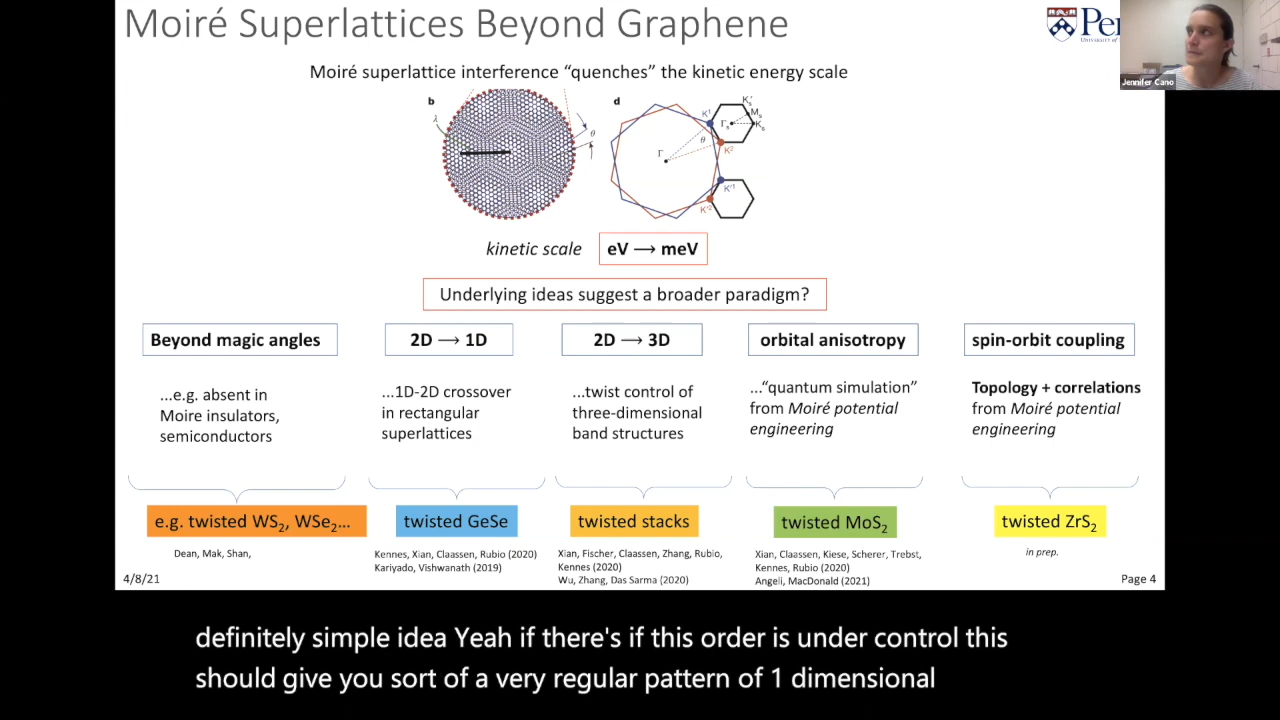 Moiré Superlattices Beyond Graphene
Jennifer Cano
Moiré superlattice interference “quenches” the kinetic energy scale
b
λ
θ
d
K¹
K²
K'¹
K'²
Γ
θ
Γₛ
K'ₛ
Mₛ
Kₛ
kinetic scale
eV ⟶ meV
Underlying ideas suggest a broader paradigm?
Beyond magic angles
...e.g. absent in
Moire insulators,
semiconductors
e.g. twisted WS₂, WSe₂...
Dean, Mak, Shan,
2D ⟶ 1D
...1D-2D crossover
in rectangular
superlattices
twisted GeSe
Kennes, Xian, Claassen, Rubio (2020)
Kariyado, Vishwanath (2019)
2D ⟶ 3D
...twist control of
three-dimensional
band structures
twisted stacks
Xian, Fischer, Claassen, Zhang, Rubio,
Kennes (2020)
Wu, Zhang, Das Sarma (2020)
orbital anisotropy
...“quantum simulation”
from Moiré potential
engineering
twisted MoS₂
Xian, Claassen, Kiese, Scherer, Trebst,
Kennes, Rubio (2020)
Angeli, MacDonald (2021)
spin-orbit coupling
Topology + correlations
from Moiré potential
engineering
twisted ZrS₂
in prep.
4/8/21
Page 4
definitely simple idea Yeah if there's if this order is under control this
should give you sort of a very regular pattern of 1 dimensional